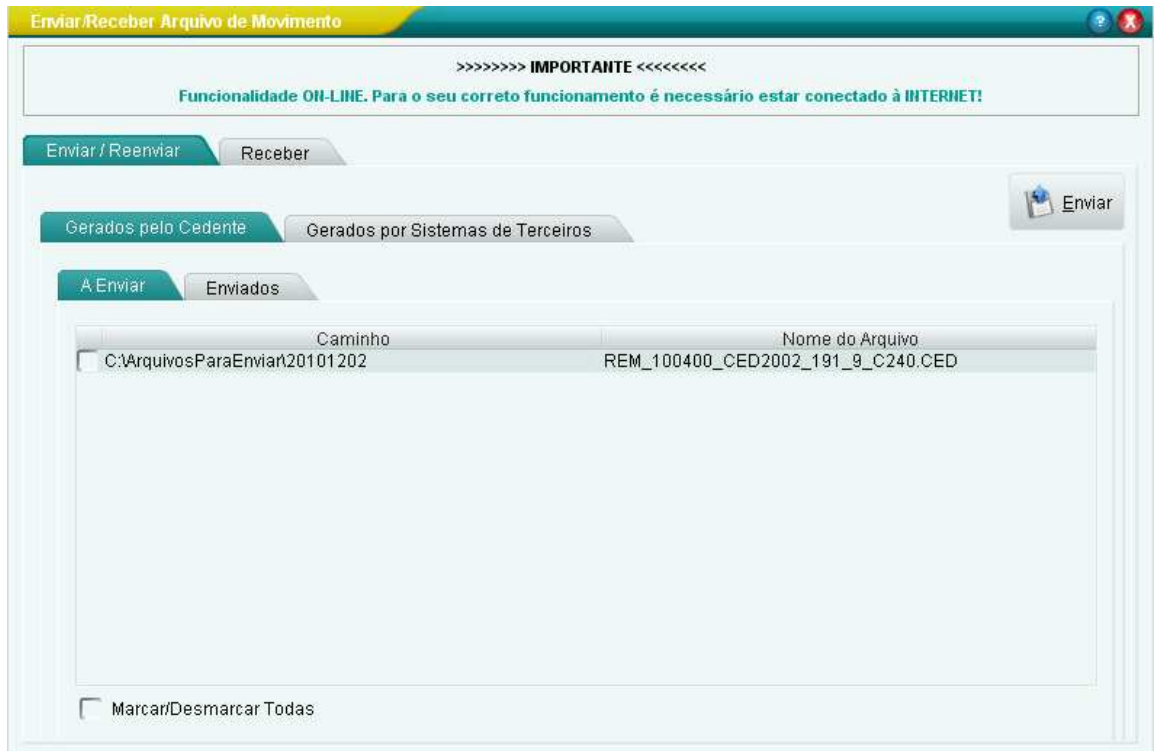 Enviar/Receber Arquivo de Movimento
>>>>>>>> IMPORTANTE <<<<<<<<
Funcionalidade ON-LINE. Para o seu correto funcionamento é necessário estar conectado à INTERNET!
Enviar / Reenviar
Receber
Enviar
Gerados pelo Cedente
Gerados por Sistemas de Terceiros
A Enviar
Enviados
Caminho Nome do Arquivo
C:\ArquivosParaEnviar\20101202 REM_100400_CED2002_191_9_C240.CED
Marcar/Desmarcar Todas